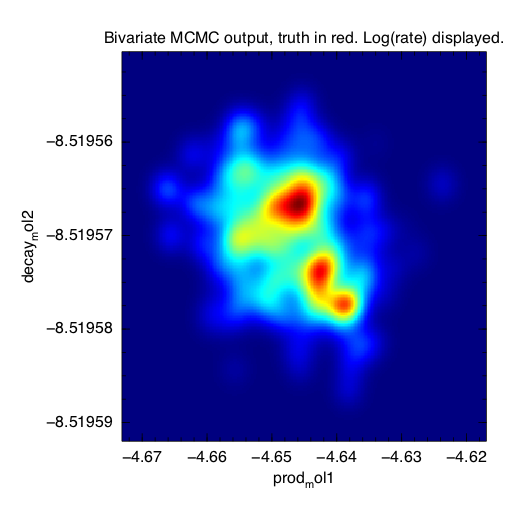 Bivariate MCMC output, truth in red. Log(rate) displayed.
−8.51956
−8.51957
−8.51958
−8.51959
decay_mol2
−4.67 −4.66 −4.65 −4.64 −4.63 −4.62
prod_mol1